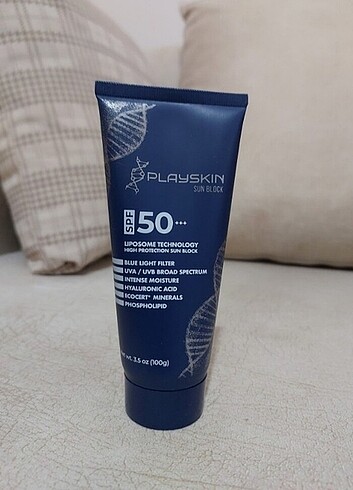 PLAYSKIN
SUN BLOCK
SPF 50+++
LIPOSOME TECHNOLOGY
HIGH PROTECTION SUN BLOCK
BLUE LIGHT FILTER
UVA / UVB BROAD SPECTRUM
INTENSE MOISTURE
HYALURONIC ACID
ECOCERT* MINERALS
PHOSPHOLIPID
wt. 3.5 oz (100g)